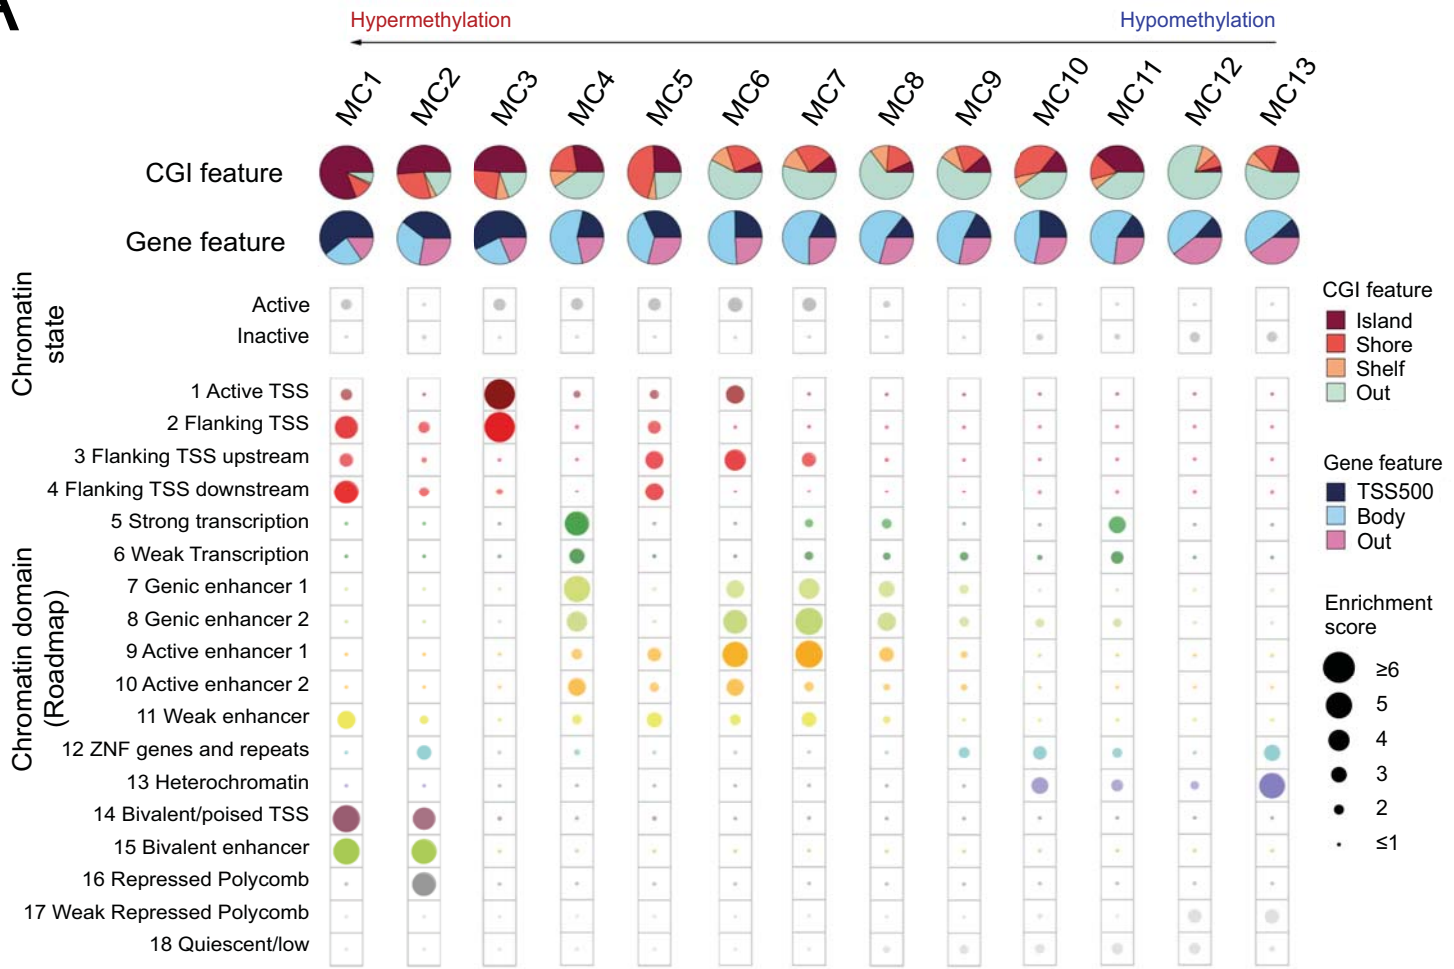 A
Hypermethylation
Hypomethylation
MC1
MC2
MC3
MC4
MC5
MC6
MC7
MC8
MC9
MC10
MC11
MC12
MC13
CGI feature
Gene feature
Chromatin
state
Active
Inactive
Chromatin domain
(Roadmap)
1 Active TSS
2 Flanking TSS
3 Flanking TSS upstream
4 Flanking TSS downstream
5 Strong transcription
6 Weak Transcription
7 Genic enhancer 1
8 Genic enhancer 2
9 Active enhancer 1
10 Active enhancer 2
11 Weak enhancer
12 ZNF genes and repeats
13 Heterochromatin
14 Bivalent/poised TSS
15 Bivalent enhancer
16 Repressed Polycomb
17 Weak Repressed Polycomb
18 Quiescent/low
CGI feature
Island
Shore
Shelf
Out
Gene feature
TSS500
Body
Out
Enrichment
score
≥6
5
4
3
2
≤1